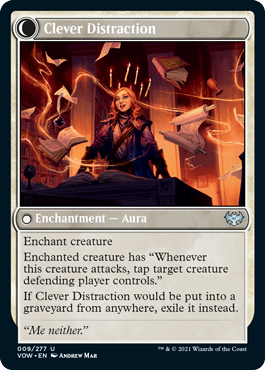 Clever Distraction
Enchantment — Aura
Enchant creature
Enchanted creature has “Whenever
this creature attacks, tap target creature
defending player controls.”
If Clever Distraction would be put into a
graveyard from anywhere, exile it instead.
“Me neither.”
009/277 U
VOW • EN ANDREW MAR
™ & © 2021 Wizards of the Coast